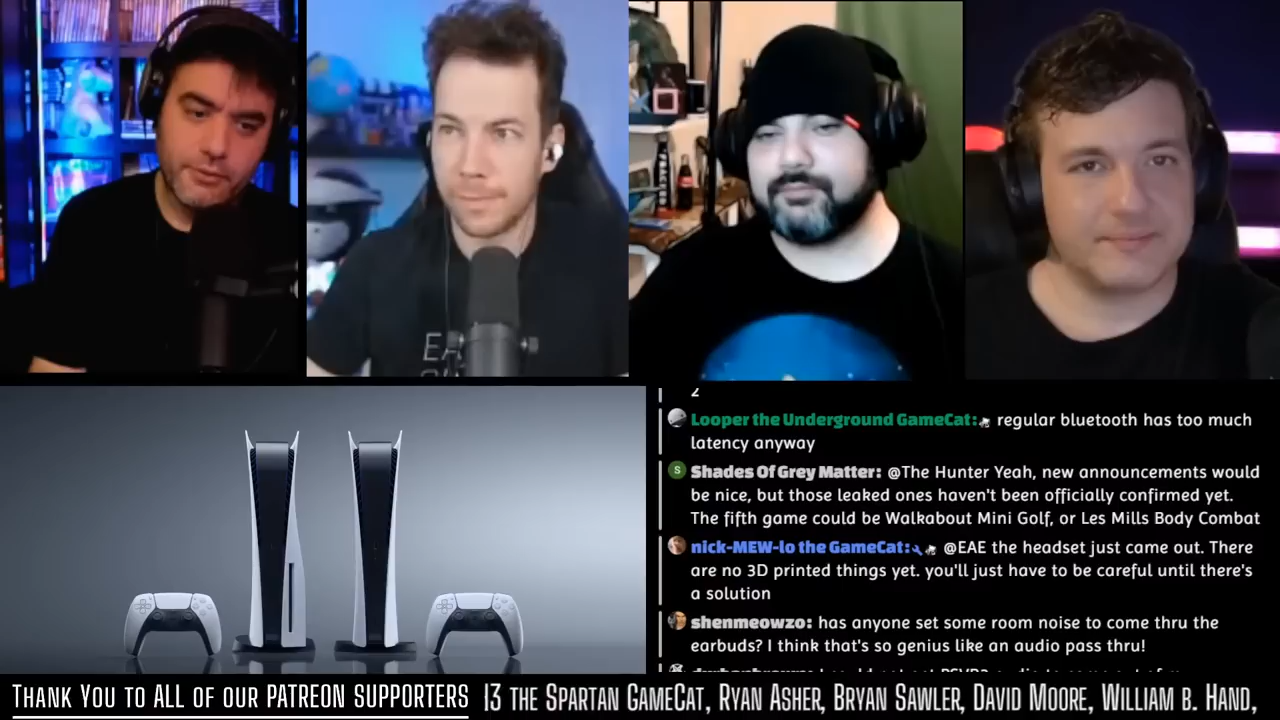 EA
2
Looper the Underground GameCat: regular bluetooth has too much
latency anyway
S
Shades Of Grey Matter: @The Hunter Yeah, new announcements would
be nice, but those leaked ones haven't been officially confirmed yet.
The fifth game could be Walkabout Mini Golf, or Les Mills Body Combat
nick-MEW-lo the GameCat: @EAE the headset just came out. There
are no 3D printed things yet. you'll just have to be careful until there's
a solution
shenmeowzo: has anyone set some room noise to come thru the
earbuds? I think that's so genius like an audio pass thru!
Thank You to ALL of our PATREON SUPPORTERS
13 the Spartan GameCat, Ryan Asher, Bryan Sawler, David Moore, William B. Hand,